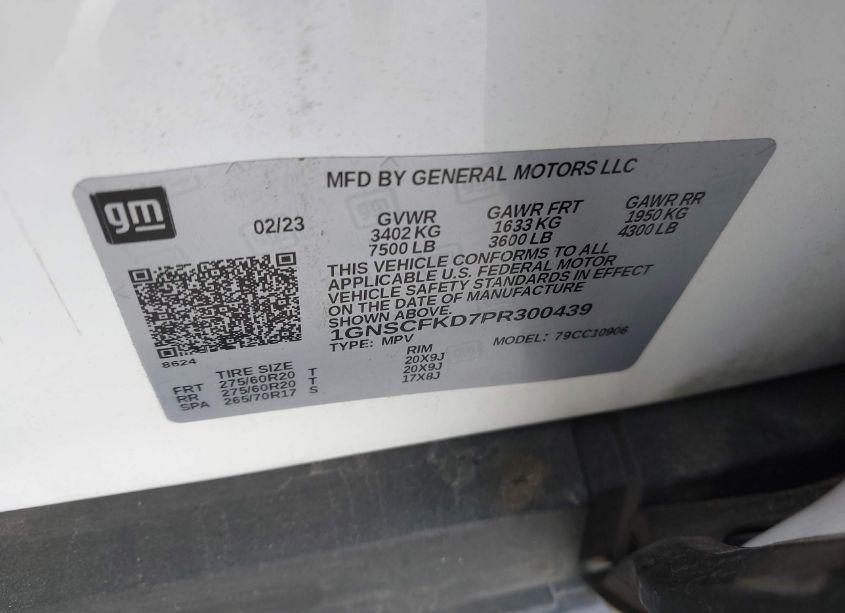 MFD BY GENERAL MOTORS LLC
gm
02/23
GVWR GAWR FRT GAWR RR
3402 KG 1633 KG 1950 KG
7500 LB 3600 LB 4300 LB
THIS VEHICLE CONFORMS TO ALL
APPLICABLE U.S. FEDERAL MOTOR
VEHICLE SAFETY STANDARDS IN EFFECT
ON THE DATE OF MANUFACTURE
SHOWN ABOVE.
1GNSCFKD7PR300439
TYPE: MPV MODEL: 79CC10906
8624
TIRE SIZE RIM
FRT 275/60R20 T 20X9J
RR 275/60R20 T 20X9J
SPA 265/70R17 S 17X8J